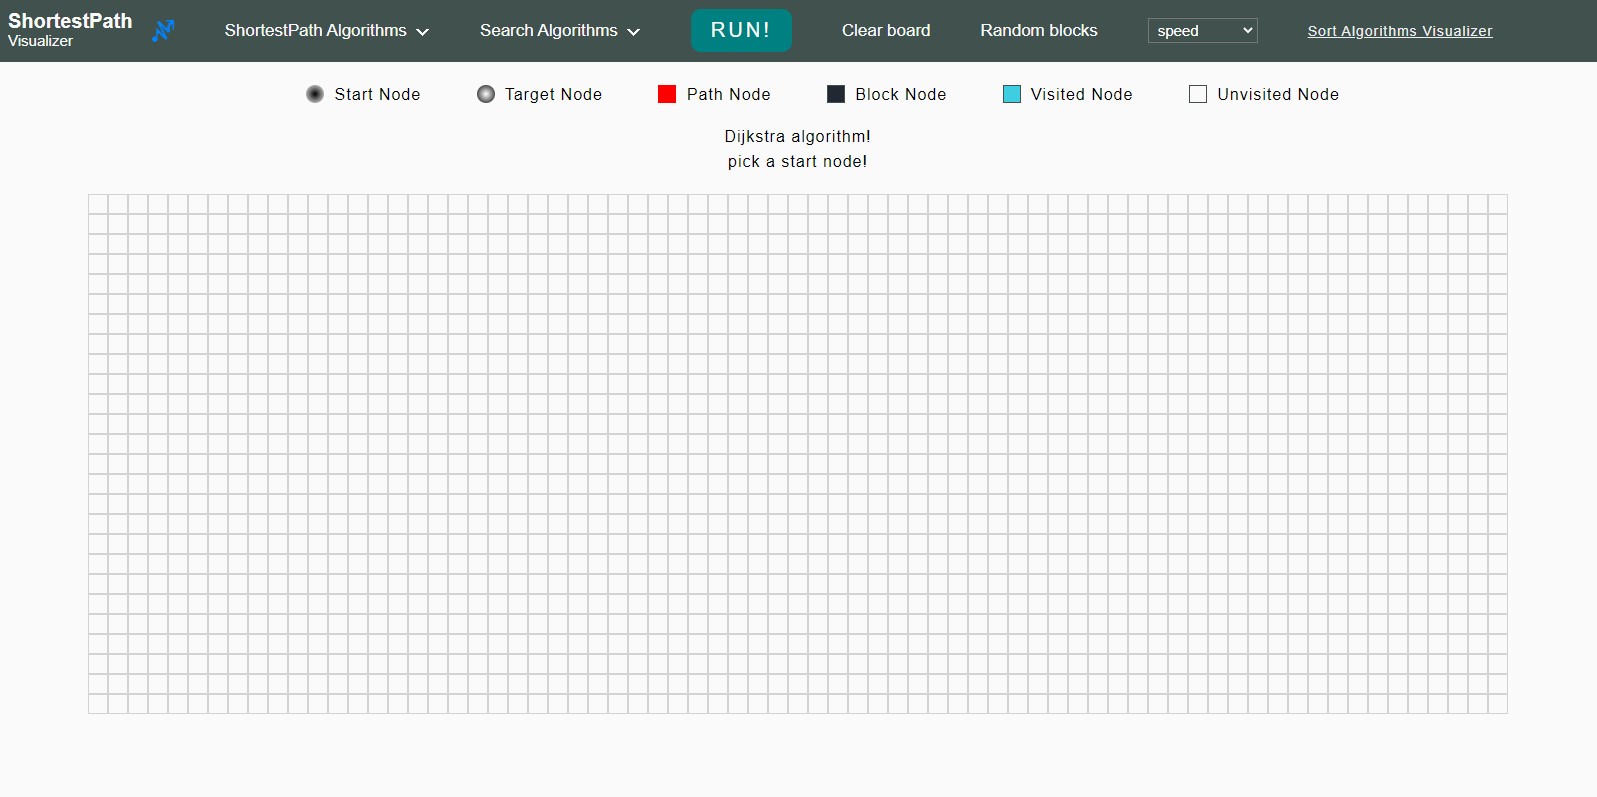 ShortestPath
Visualizer
ShortestPath Algorithms
Search Algorithms
RUN!
Clear board
Random blocks
speed
Sort Algorithms Visualizer
Start Node
Target Node
Path Node
Block Node
Visited Node
Unvisited Node
Dijkstra algorithm!
pick a start node!